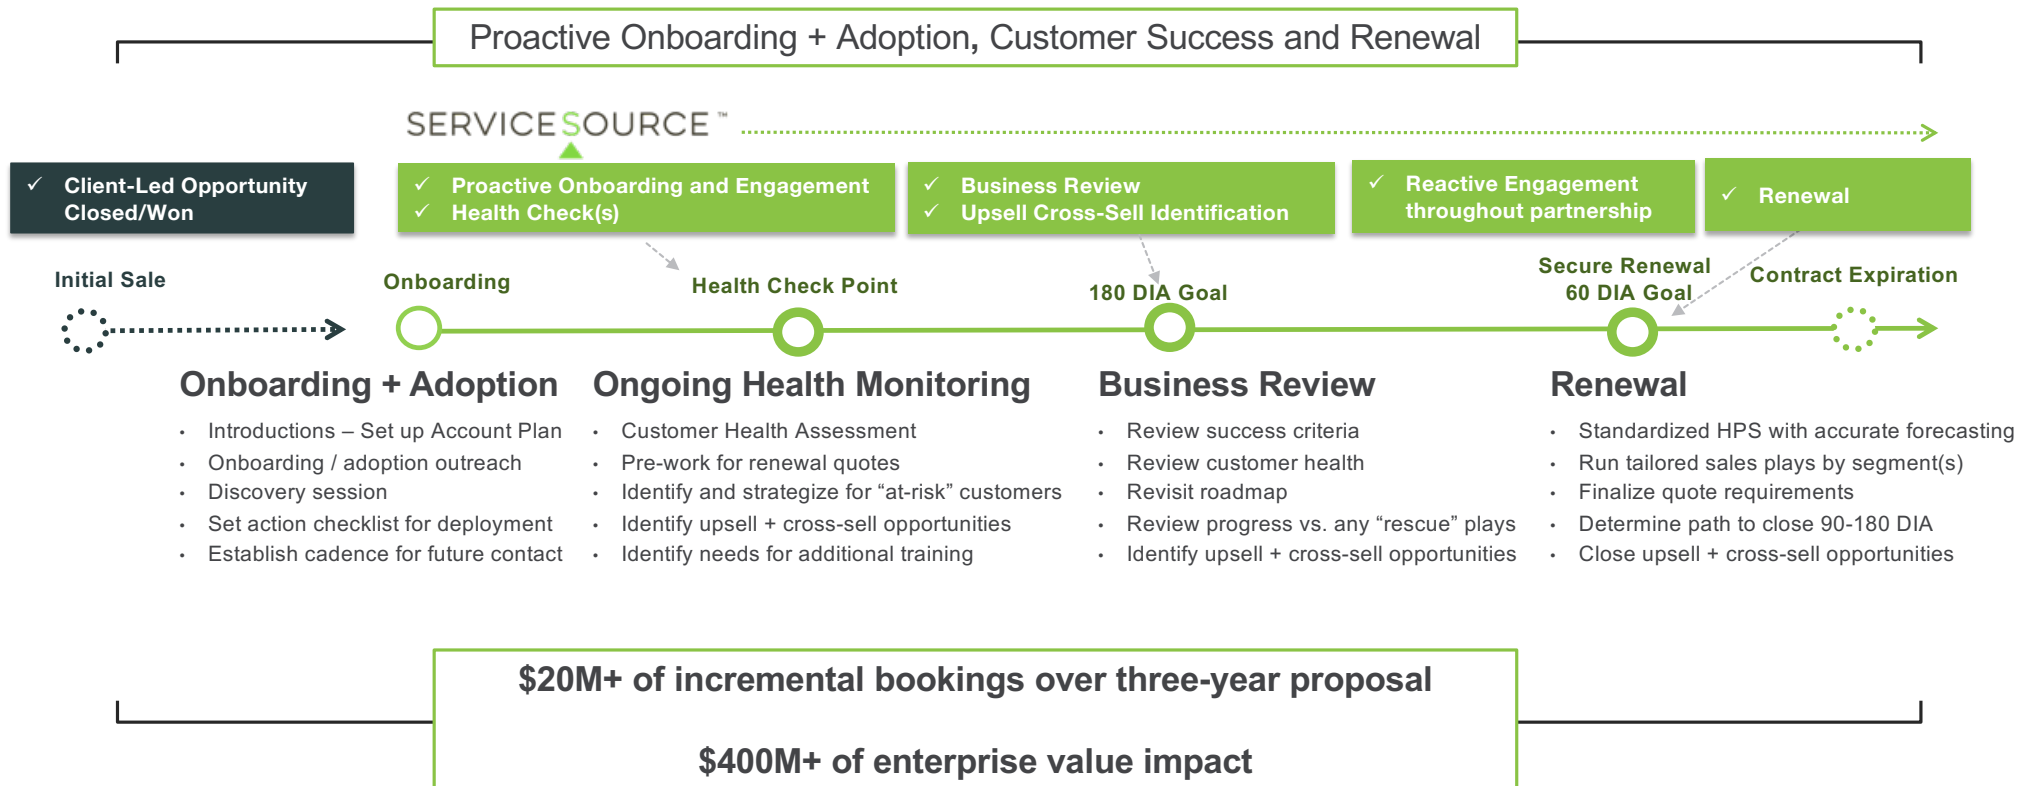 Proactive Onboarding + Adoption, Customer Success and Renewal
SERVICESOURCE™
✓ Client-Led Opportunity
Closed/Won
✓ Proactive Onboarding and Engagement
✓ Health Check(s)
✓ Business Review
✓ Upsell Cross-Sell Identification
✓ Reactive Engagement
throughout partnership
✓ Renewal
Initial Sale
Onboarding
Health Check Point
180 DIA Goal
Secure Renewal
60 DIA Goal
Contract Expiration
Onboarding + Adoption
• Introductions – Set up Account Plan
• Onboarding / adoption outreach
• Discovery session
• Set action checklist for deployment
• Establish cadence for future contact
Ongoing Health Monitoring
• Customer Health Assessment
• Pre-work for renewal quotes
• Identify and strategize for “at-risk” customers
• Identify upsell + cross-sell opportunities
• Identify needs for additional training
Business Review
• Review success criteria
• Review customer health
• Revisit roadmap
• Review progress vs. any “rescue” plays
• Identify upsell + cross-sell opportunities
Renewal
• Standardized HPS with accurate forecasting
• Run tailored sales plays by segment(s)
• Finalize quote requirements
• Determine path to close 90-180 DIA
• Close upsell + cross-sell opportunities
$20M+ of incremental bookings over three-year proposal
$400M+ of enterprise value impact